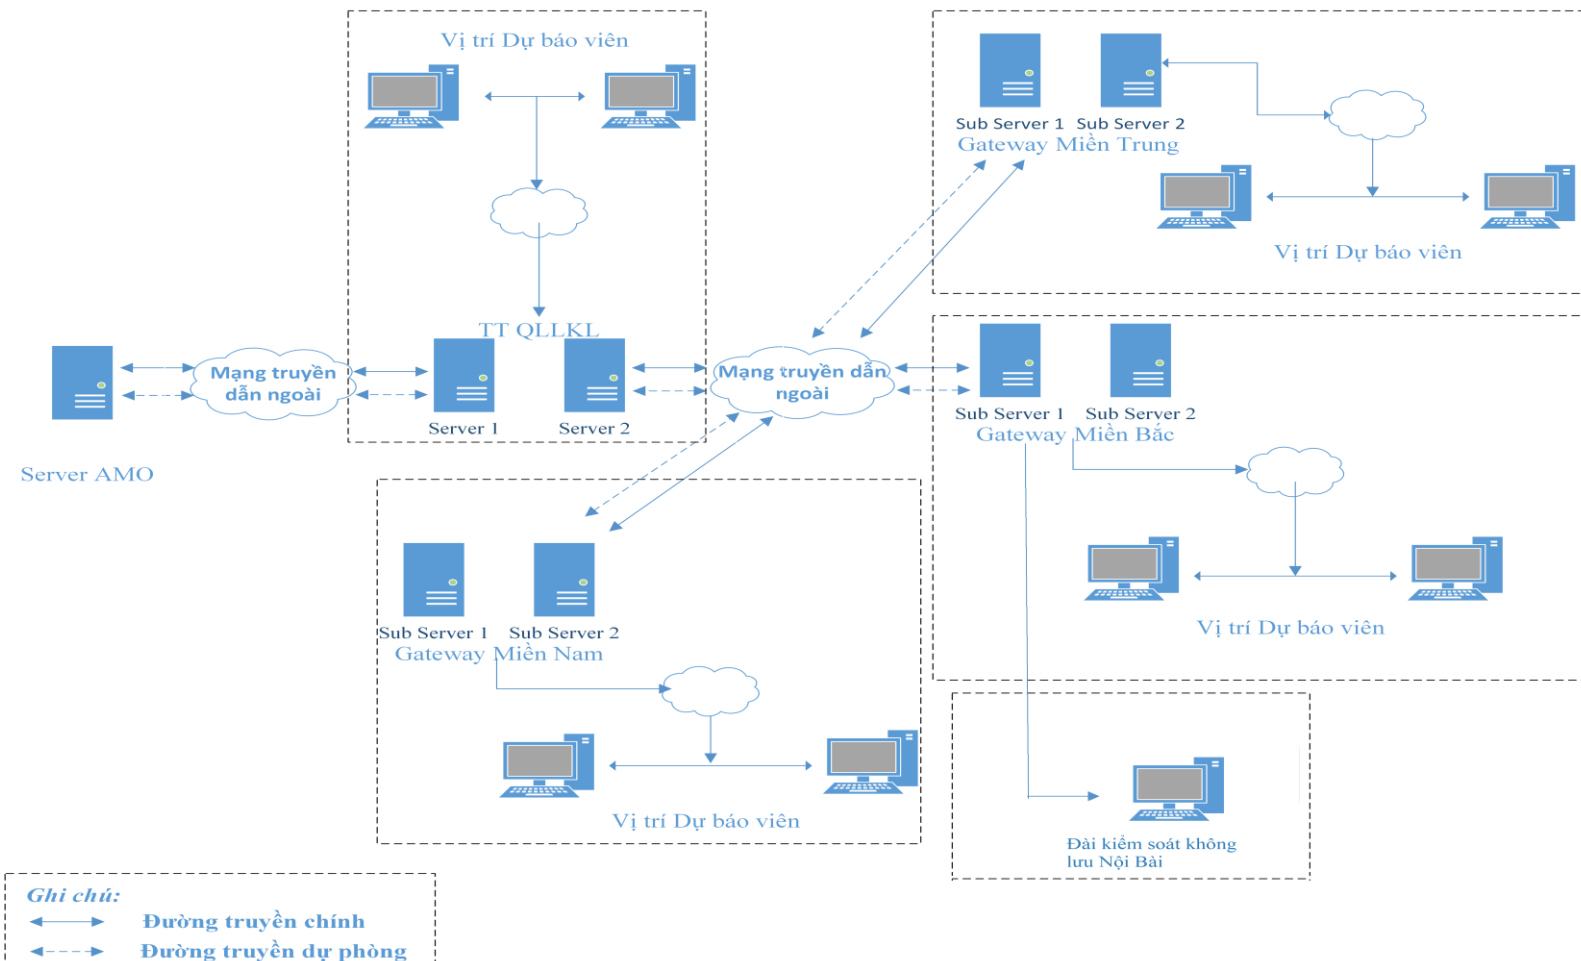 Vị trí Dự báo viên
Sub Server 1 Sub Server 2
Gateway Miền Trung
Vị trí Dự báo viên
TT QLLKL
Mạng truyền
dẫn ngoài
Server 1
Server 2
Server AMO
Mạng truyền dẫn
ngoài
Sub Server 1 Sub Server 2
Gateway Miền Bắc
Vị trí Dự báo viên
Sub Server 1 Sub Server 2
Gateway Miền Nam
Vị trí Dự báo viên
Đài kiểm soát không
lưu Nội Bài
Ghi chú:
Đường truyền chính
Đường truyền dự phòng